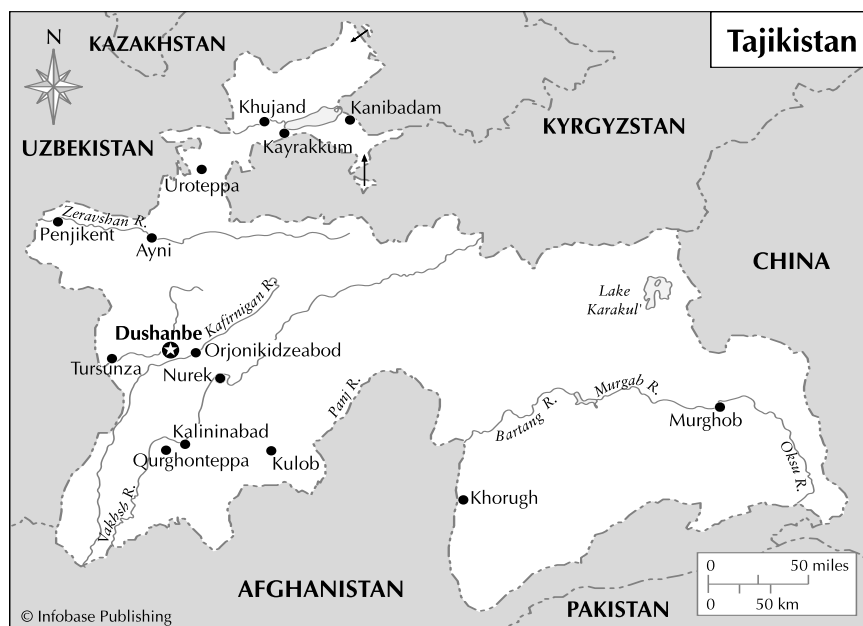 Tajikistan
N
KAZAKHSTAN
Khujand
Kanibadam
KYRGYZSTAN
Kayrakkum
UZBEKISTAN
Uroteppa
Zeravshan R.
Penjikent
Ayni
CHINA
Lake
Karakul'
Kafirnigan R.
Dushanbe
Orjonikidzeabod
Tursunza
Nurek
Panj R.
Murgab R.
Bartang R.
Murghob
Kalininabad
Qurghonteppa
Kulob
Oksu R.
Vakhsh R.
Khorugh
AFGHANISTAN
PAKISTAN
0 50 miles
0 50 km
© Infobase Publishing